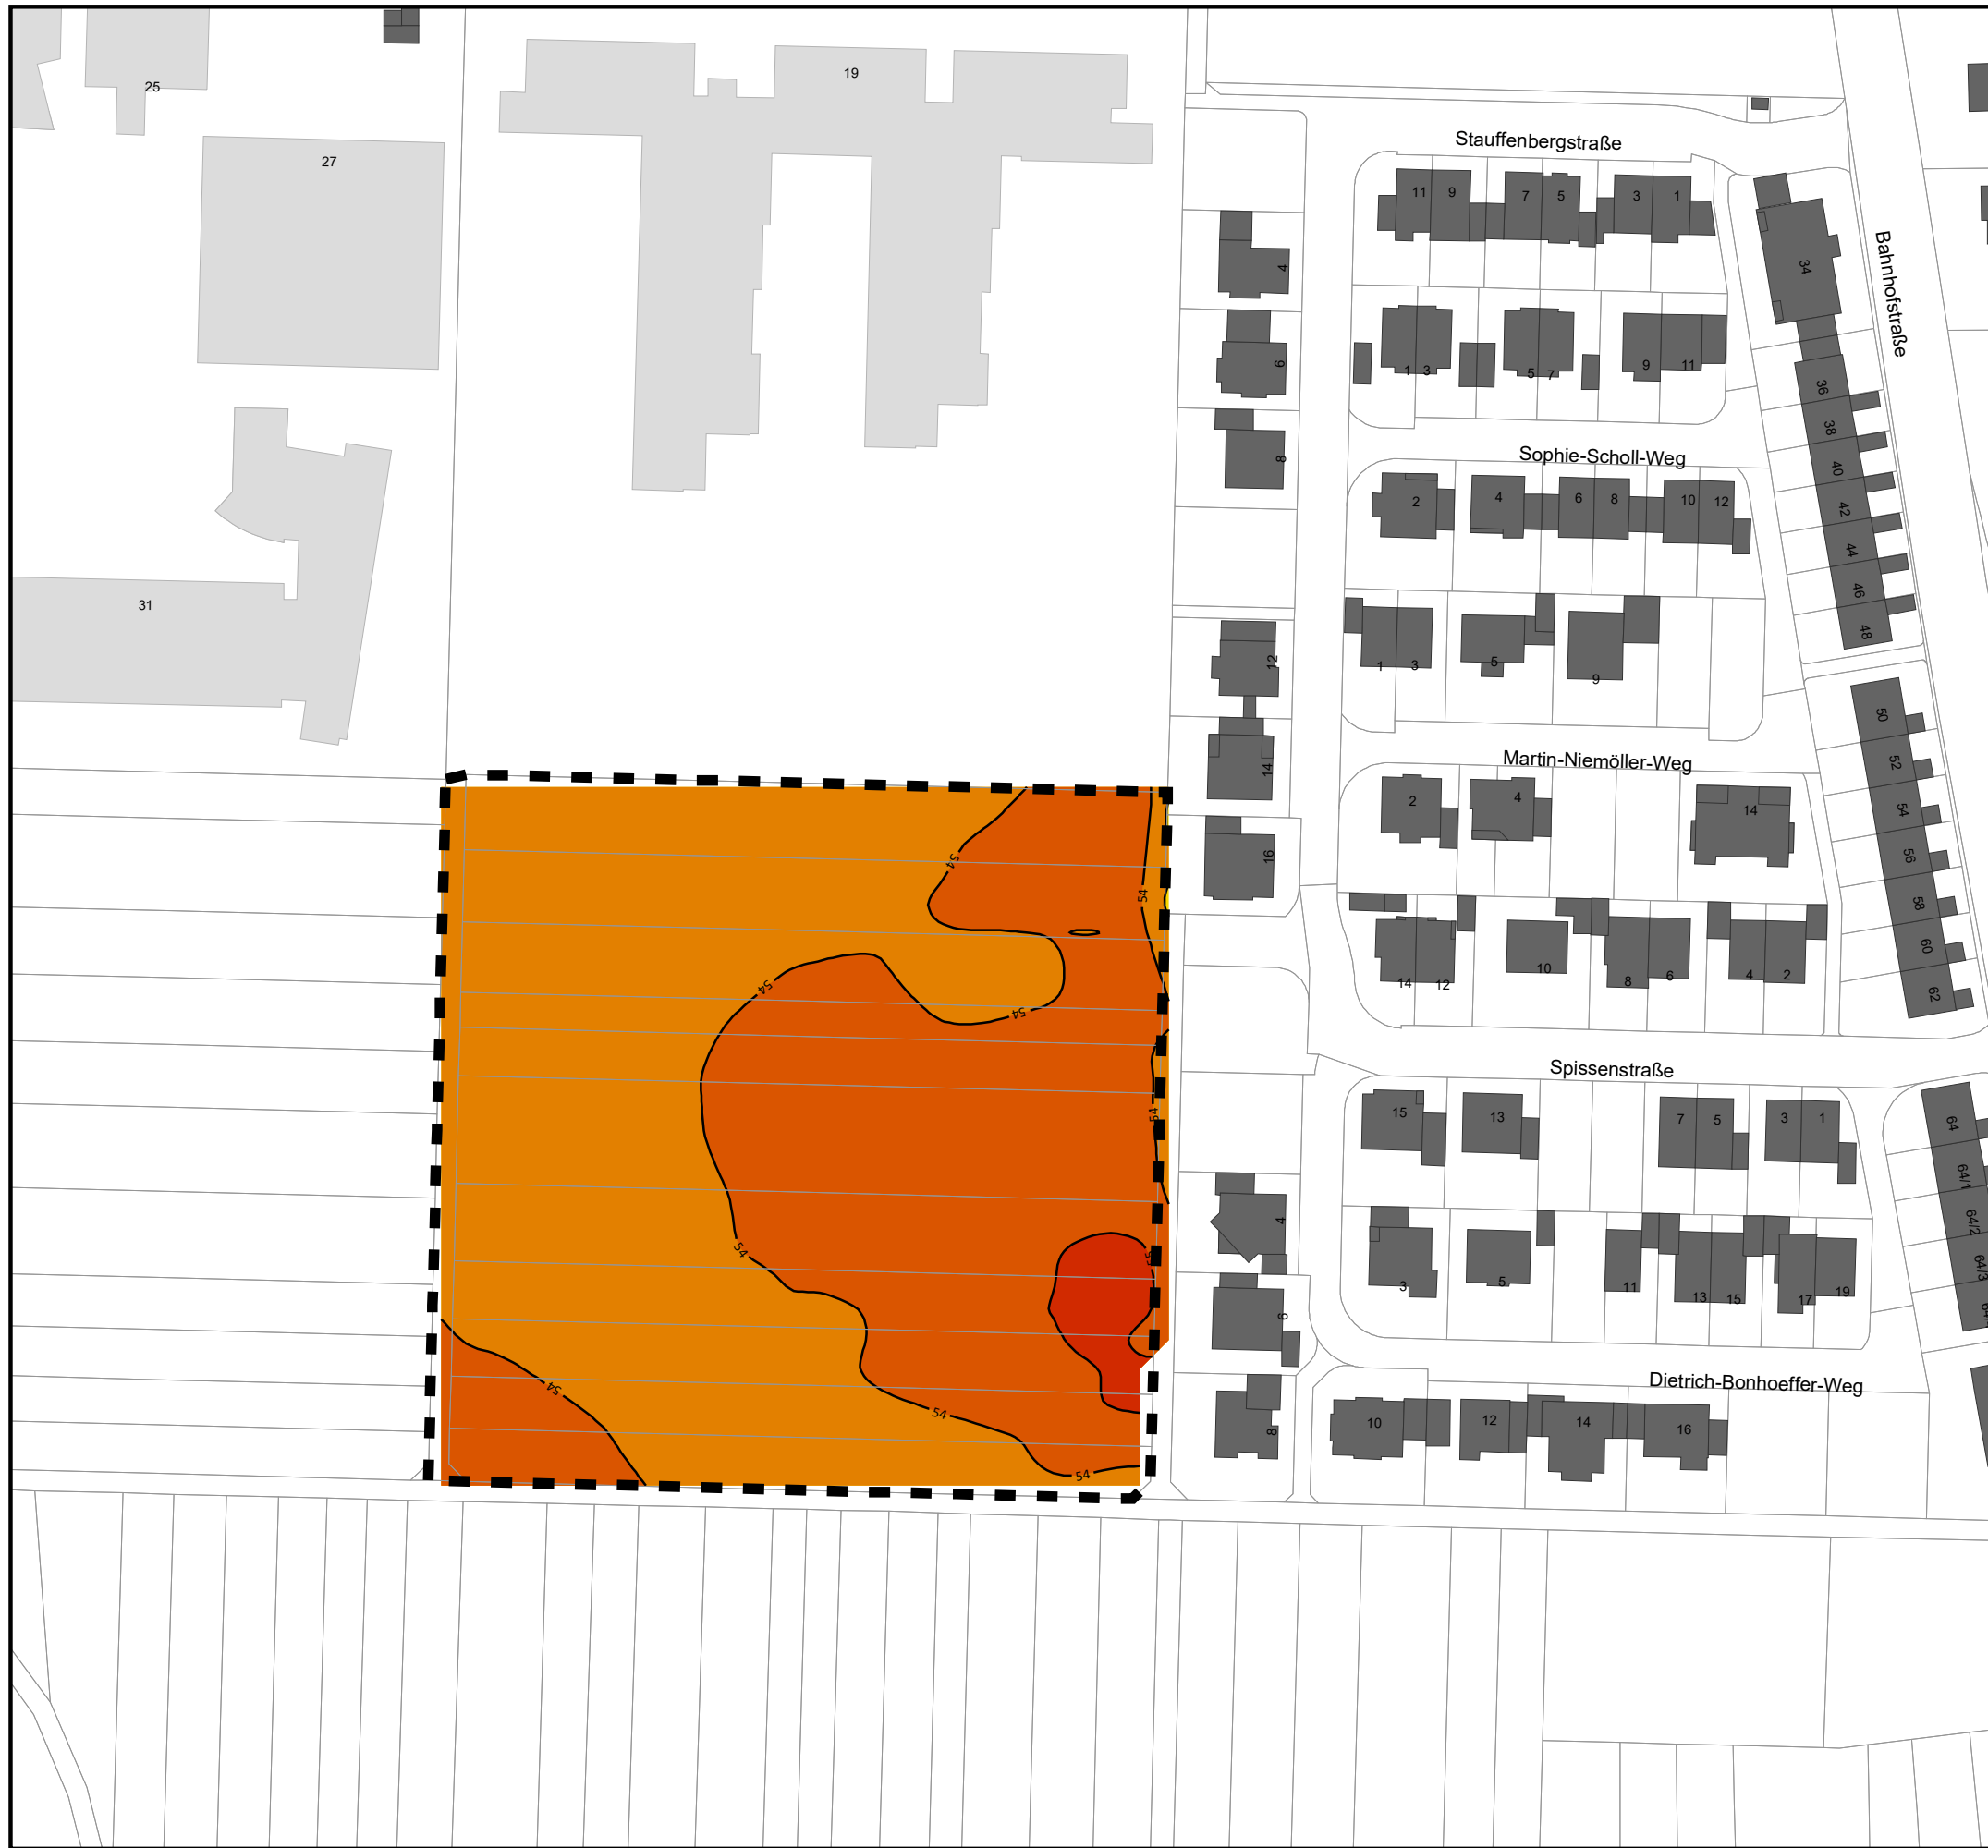 25
19
27
31
Stauffenbergstraße
11 9 7 5 3 1
4
34
Bahnhofstraße
6
1 3 5 7 9 11
36
38
8
Sophie-Scholl-Weg
40
2 4 6 8 10 12
42
44
46
48
12
1 3 5 9
14
50
Martin-Niemöller-Weg
52
2 4 14
54
16
56
58
60
62
14 12 10 8 6 4 2
54
54
54
54
54
54
54
54
54
Spissenstraße
15 13 7 5 3 1
64
64/1
64/2
64/3
4
3 5 11 13 15 17 19
6
Dietrich-Bonhoeffer-Weg
8
10 12 14 16